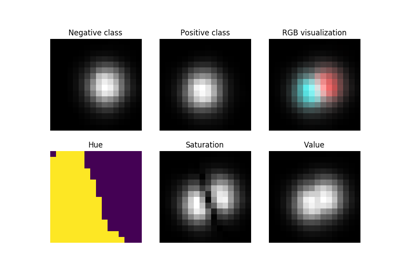 Negative class
Positive class
RGB visualization
Hue
Saturation
Value